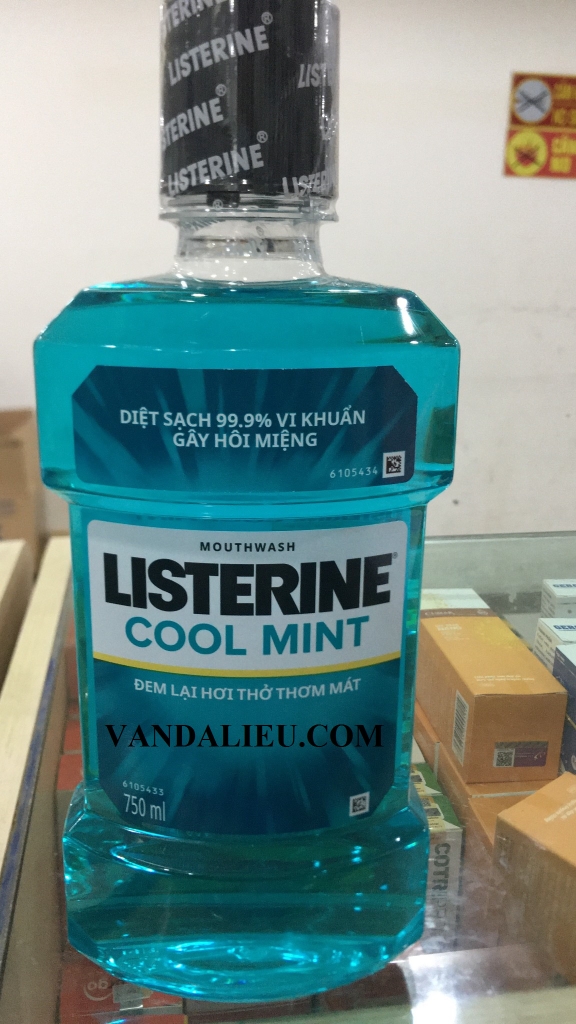 LISTERINE®
LISTERINE®
LISTERINE®
DIỆT SẠCH 99.9% VI KHUẨN
GÂY HÔI MIỆNG
6105434
MOUTHWASH
LISTERINE®
COOL MINT
ĐEM LẠI HƠI THỞ THƠM MÁT
VANDALIEU.COM
6105433
750 ml